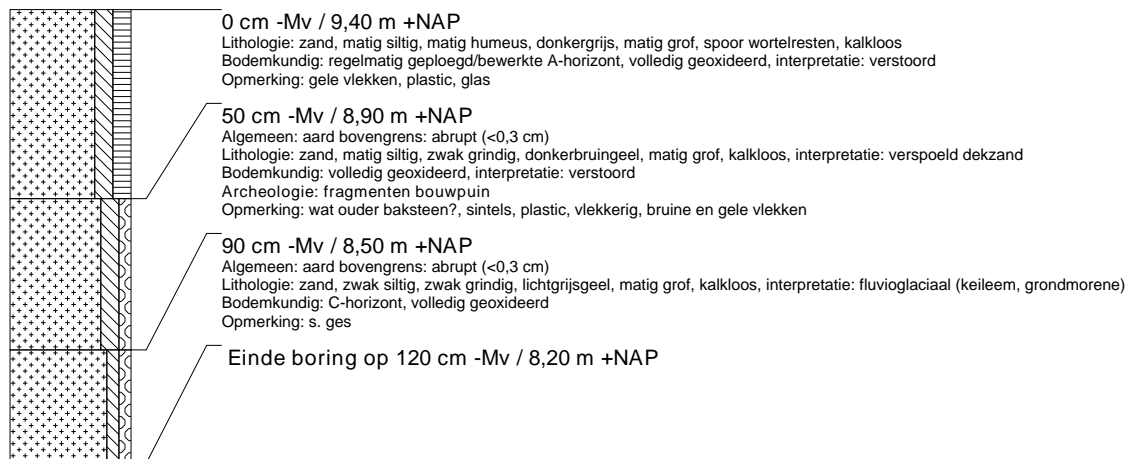 0 cm -Mv / 9,40 m +NAP
Lithologie: zand, matig siltig, matig humeus, donkergrijs, matig grof, spoor wortelresten, kalkloos
Bodemkundig: regelmatig geploegd/bewerkte A-horizont, volledig geoxideerd, interpretatie: verstoord
Opmerking: gele vlekken, plastic, glas
50 cm -Mv / 8,90 m +NAP
Algemeen: aard bovengrens: abrupt (<0,3 cm)
Lithologie: zand, matig siltig, zwak grindig, donkerbruingeel, matig grof, kalkloos, interpretatie: verspoeld dekzand
Bodemkundig: volledig geoxideerd, interpretatie: verstoord
Archeologie: fragmenten bouwpuin
Opmerking: wat ouder baksteen?, sintels, plastic, vlekkerig, bruine en gele vlekken
90 cm -Mv / 8,50 m +NAP
Algemeen: aard bovengrens: abrupt (<0,3 cm)
Lithologie: zand, zwak siltig, zwak grindig, lichtgrijsgeel, matig grof, kalkloos, interpretatie: fluvioglaciaal (keileem, grondmorene)
Bodemkundig: C-horizont, volledig geoxideerd
Opmerking: s. ges
Einde boring op 120 cm -Mv / 8,20 m +NAP